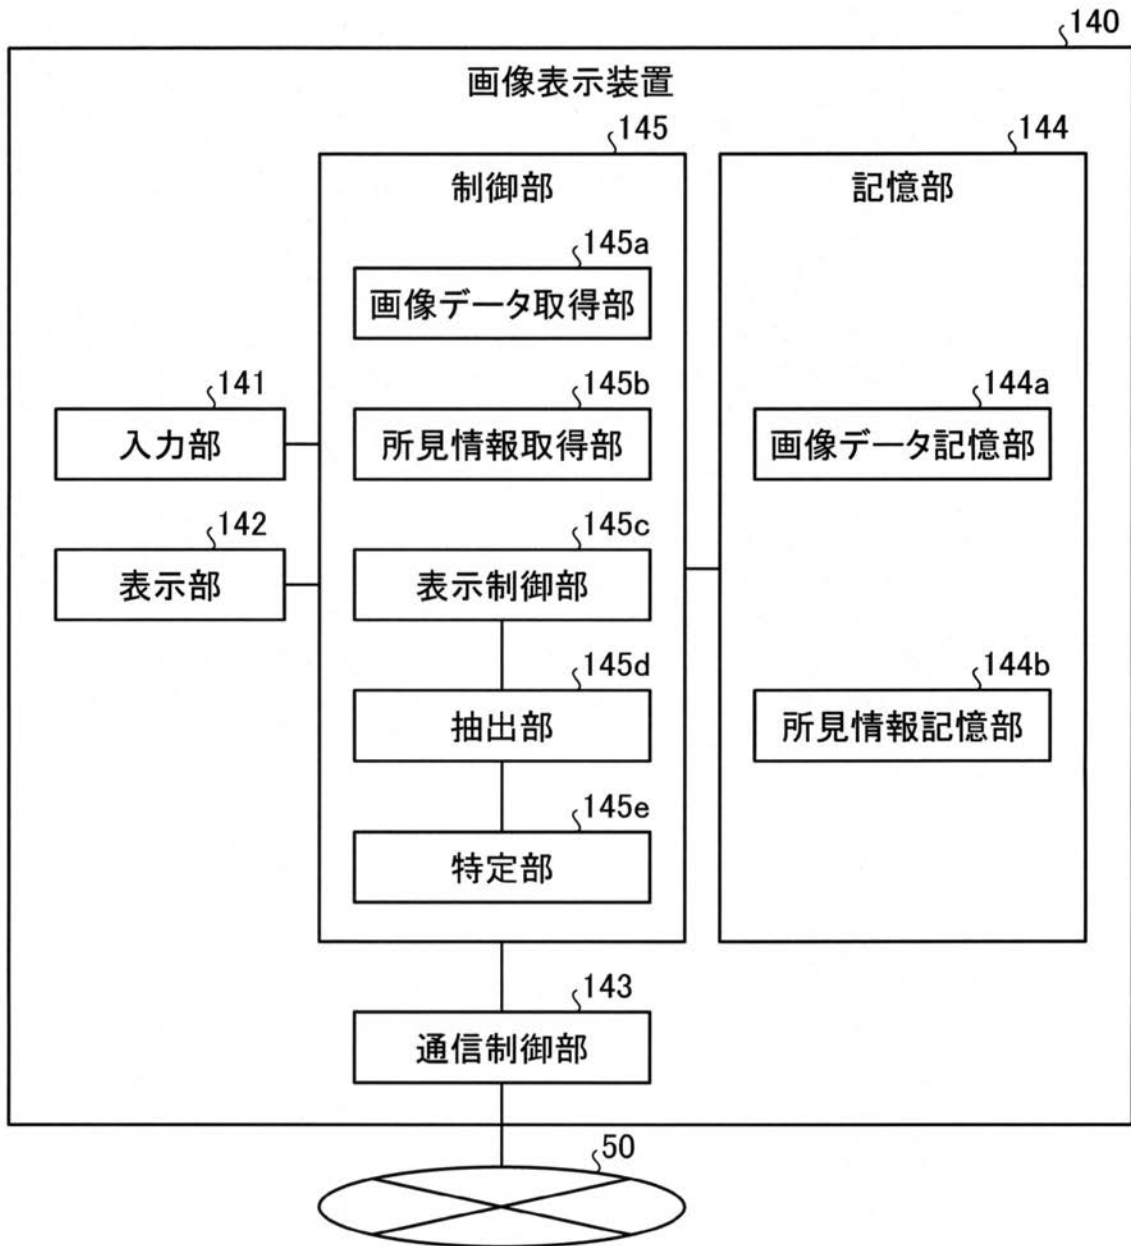 140
画像表示装置
145
制御部
145a
画像データ取得部
145b
所見情報取得部
145c
表示制御部
145d
抽出部
145e
特定部
144
記憶部
144a
画像データ記憶部
144b
所見情報記憶部
141
入力部
142
表示部
143
通信制御部
50